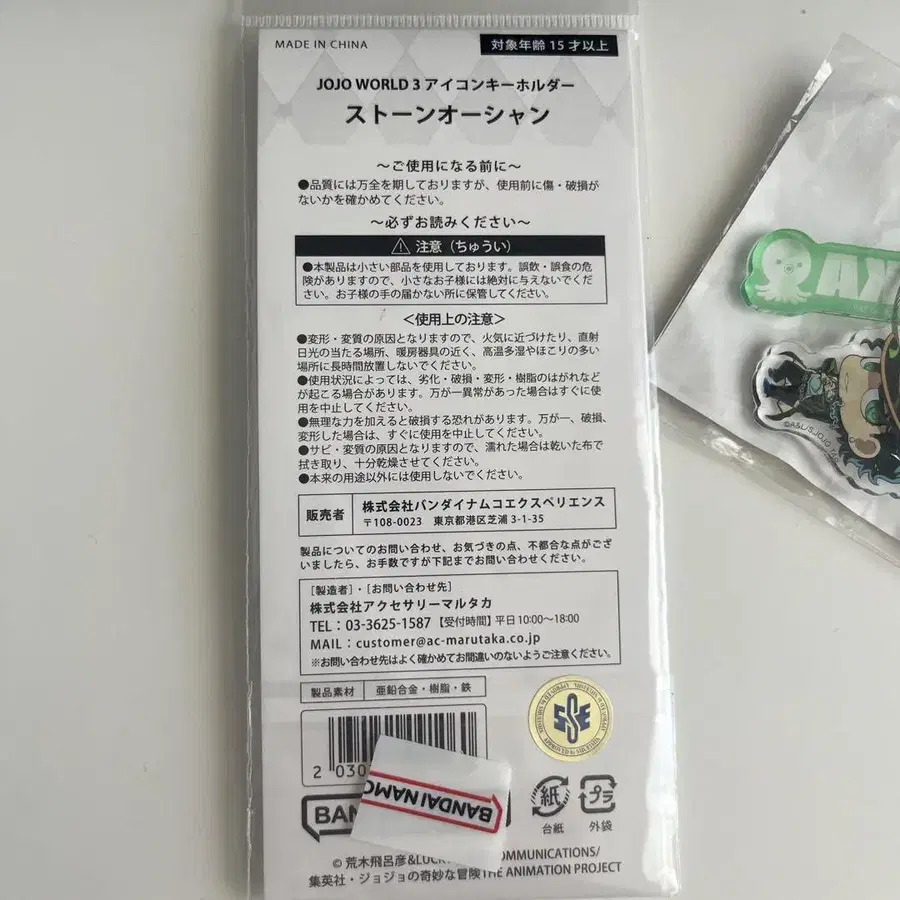 MADE IN CHINA
対象年齢 15 才以上
JOJO WORLD 3 アイコンキーホルダー
ストーンオーシャン
～ご使用になる前に～
●品質には万全を期しておりますが、使用前に傷・破損が
ないかを確かめてください。
～必ずお読みください～
注意（ちゅうい）
●本製品は小さい部品を使用しております。誤飲・誤食の危
険がありますので、小さなお子様には絶対に与えないでくだ
さい。お子様の手の届かない所に保管してください。
＜使用上の注意＞
●変形・変質の原因となりますので、火気に近づけたり、直射
日光の当たる場所、暖房器具の近く、高温多湿やほこりの多い
場所に長時間放置しないでください。
●使用状況によっては、劣化・破損・変形・樹脂のはがれなど
が起こる場合があります。万が一異常があった場合はすぐに使
用を中止してください。
●無理な力を加えると破損する恐れがあります。万が一、破損、
変形した場合は、すぐに使用を中止してください。
●サビ・変質の原因となりますので、濡れた場合は乾いた布で
拭き取り、十分乾燥させてください。
●本来の用途以外には使用しないでください。
販売者
株式会社バンダイナムコエクスペリエンス
〒108-0023 東京都港区芝浦 3-1-35
製品についてのお問い合わせ、お気づきの点、不都合な点がござ
いましたら、お手数ですが下記までお問い合わせください。
［製造者］・［お問い合わせ先］
株式会社アクセサリーマルタカ
TEL：03-3625-1587【受付時間】平日 10:00～18:00
MAIL：customer@ac-marutaka.co.jp
※お問い合わせ先はよく確かめてお間違いのないようご注意ください。
製品素材 亜鉛合金・樹脂・鉄
2 030
BAN
BANDAI NAMCO
SSE
紙
台紙
プラ
外袋
© 荒木飛呂彦&LUCK OMMUNICATIONS/
集英社・ジョジョの奇妙な冒険THE ANIMATION PROJECT
AX
©A&L/S,JOJO